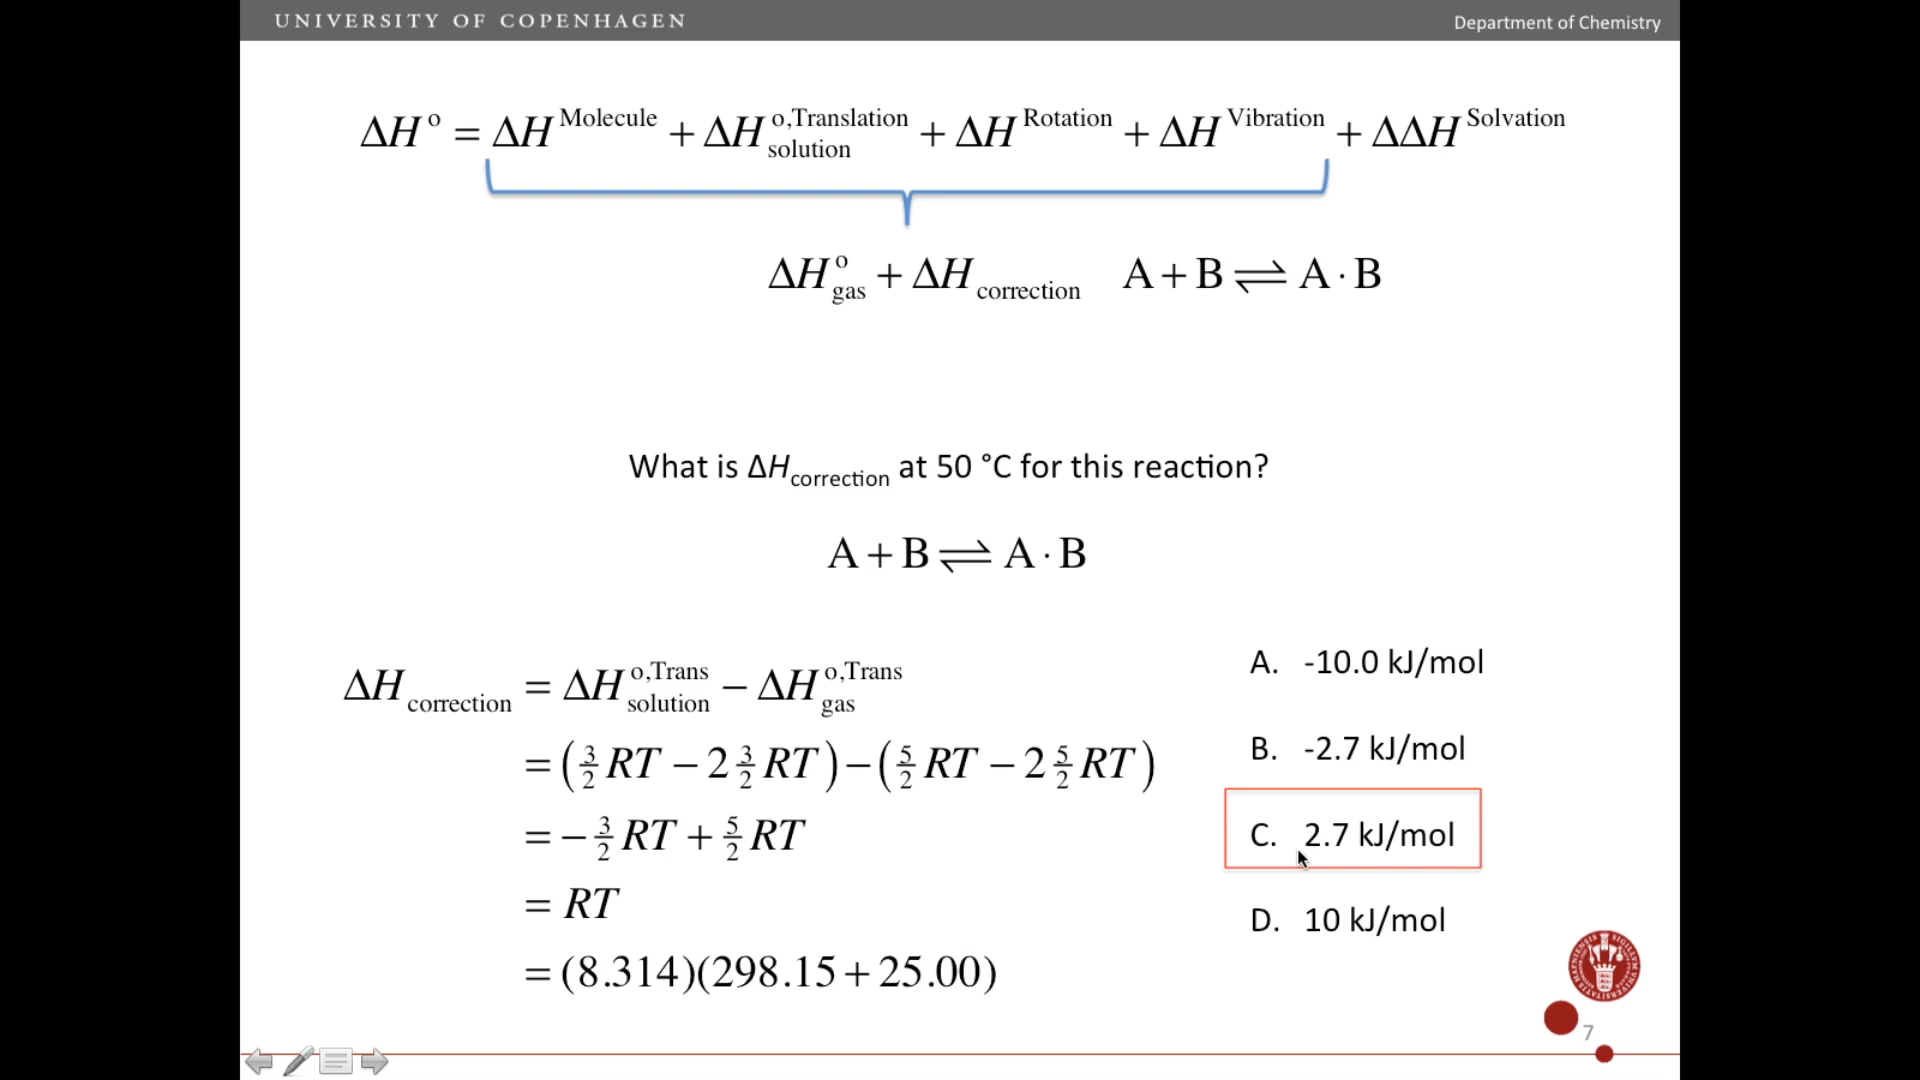 UNIVERSITY OF COPENHAGEN
Department of Chemistry
ΔH° = ΔH^Molecule + ΔH^o,Translation_solution + ΔH^Rotation + ΔH^Vibration + ΔΔH^Solvation
ΔH°_gas + ΔH_correction A + B ⇌ A · B
What is ΔH_correction at 50 °C for this reaction?
A + B ⇌ A · B
ΔH_correction = ΔH^o,Trans_solution − ΔH^o,Trans_gas
= (3/2 RT − 2 3/2 RT) − (5/2 RT − 2 5/2 RT)
= − 3/2 RT + 5/2 RT
= RT
= (8.314)(298.15 + 25.00)
A. -10.0 kJ/mol
B. -2.7 kJ/mol
C. 2.7 kJ/mol
D. 10 kJ/mol
7